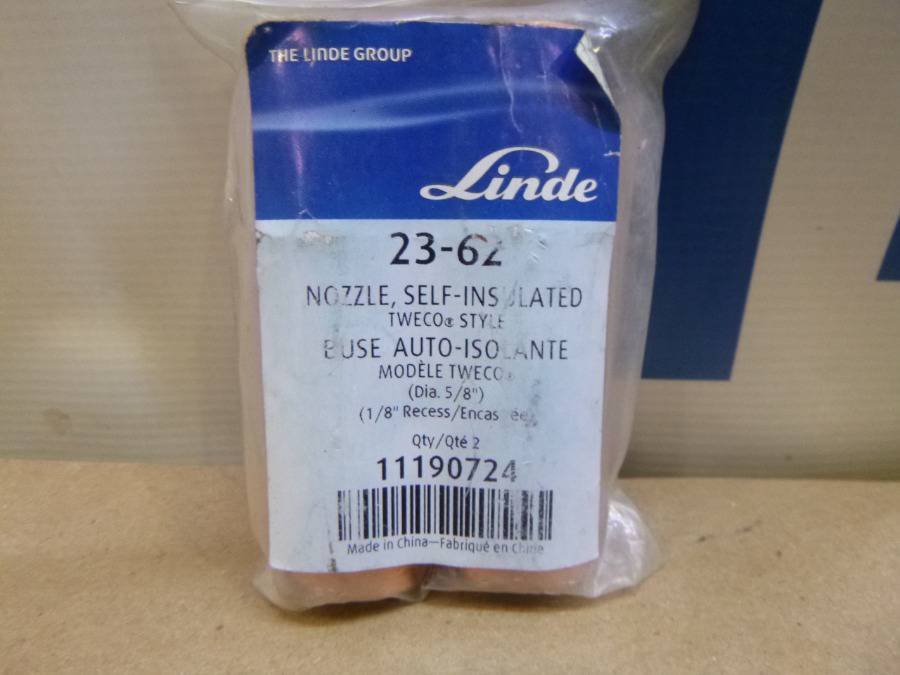 THE LINDE GROUP
Linde
23-62
NOZZLE, SELF-INSULATED
TWECO® STYLE
BUSE AUTO-ISOLANTE
MODÈLE TWECO®
(Dia. 5/8")
(1/8" Recess/Encastrée)
Qty/Qté 2
11190724
Made in China—Fabriqué en Chine